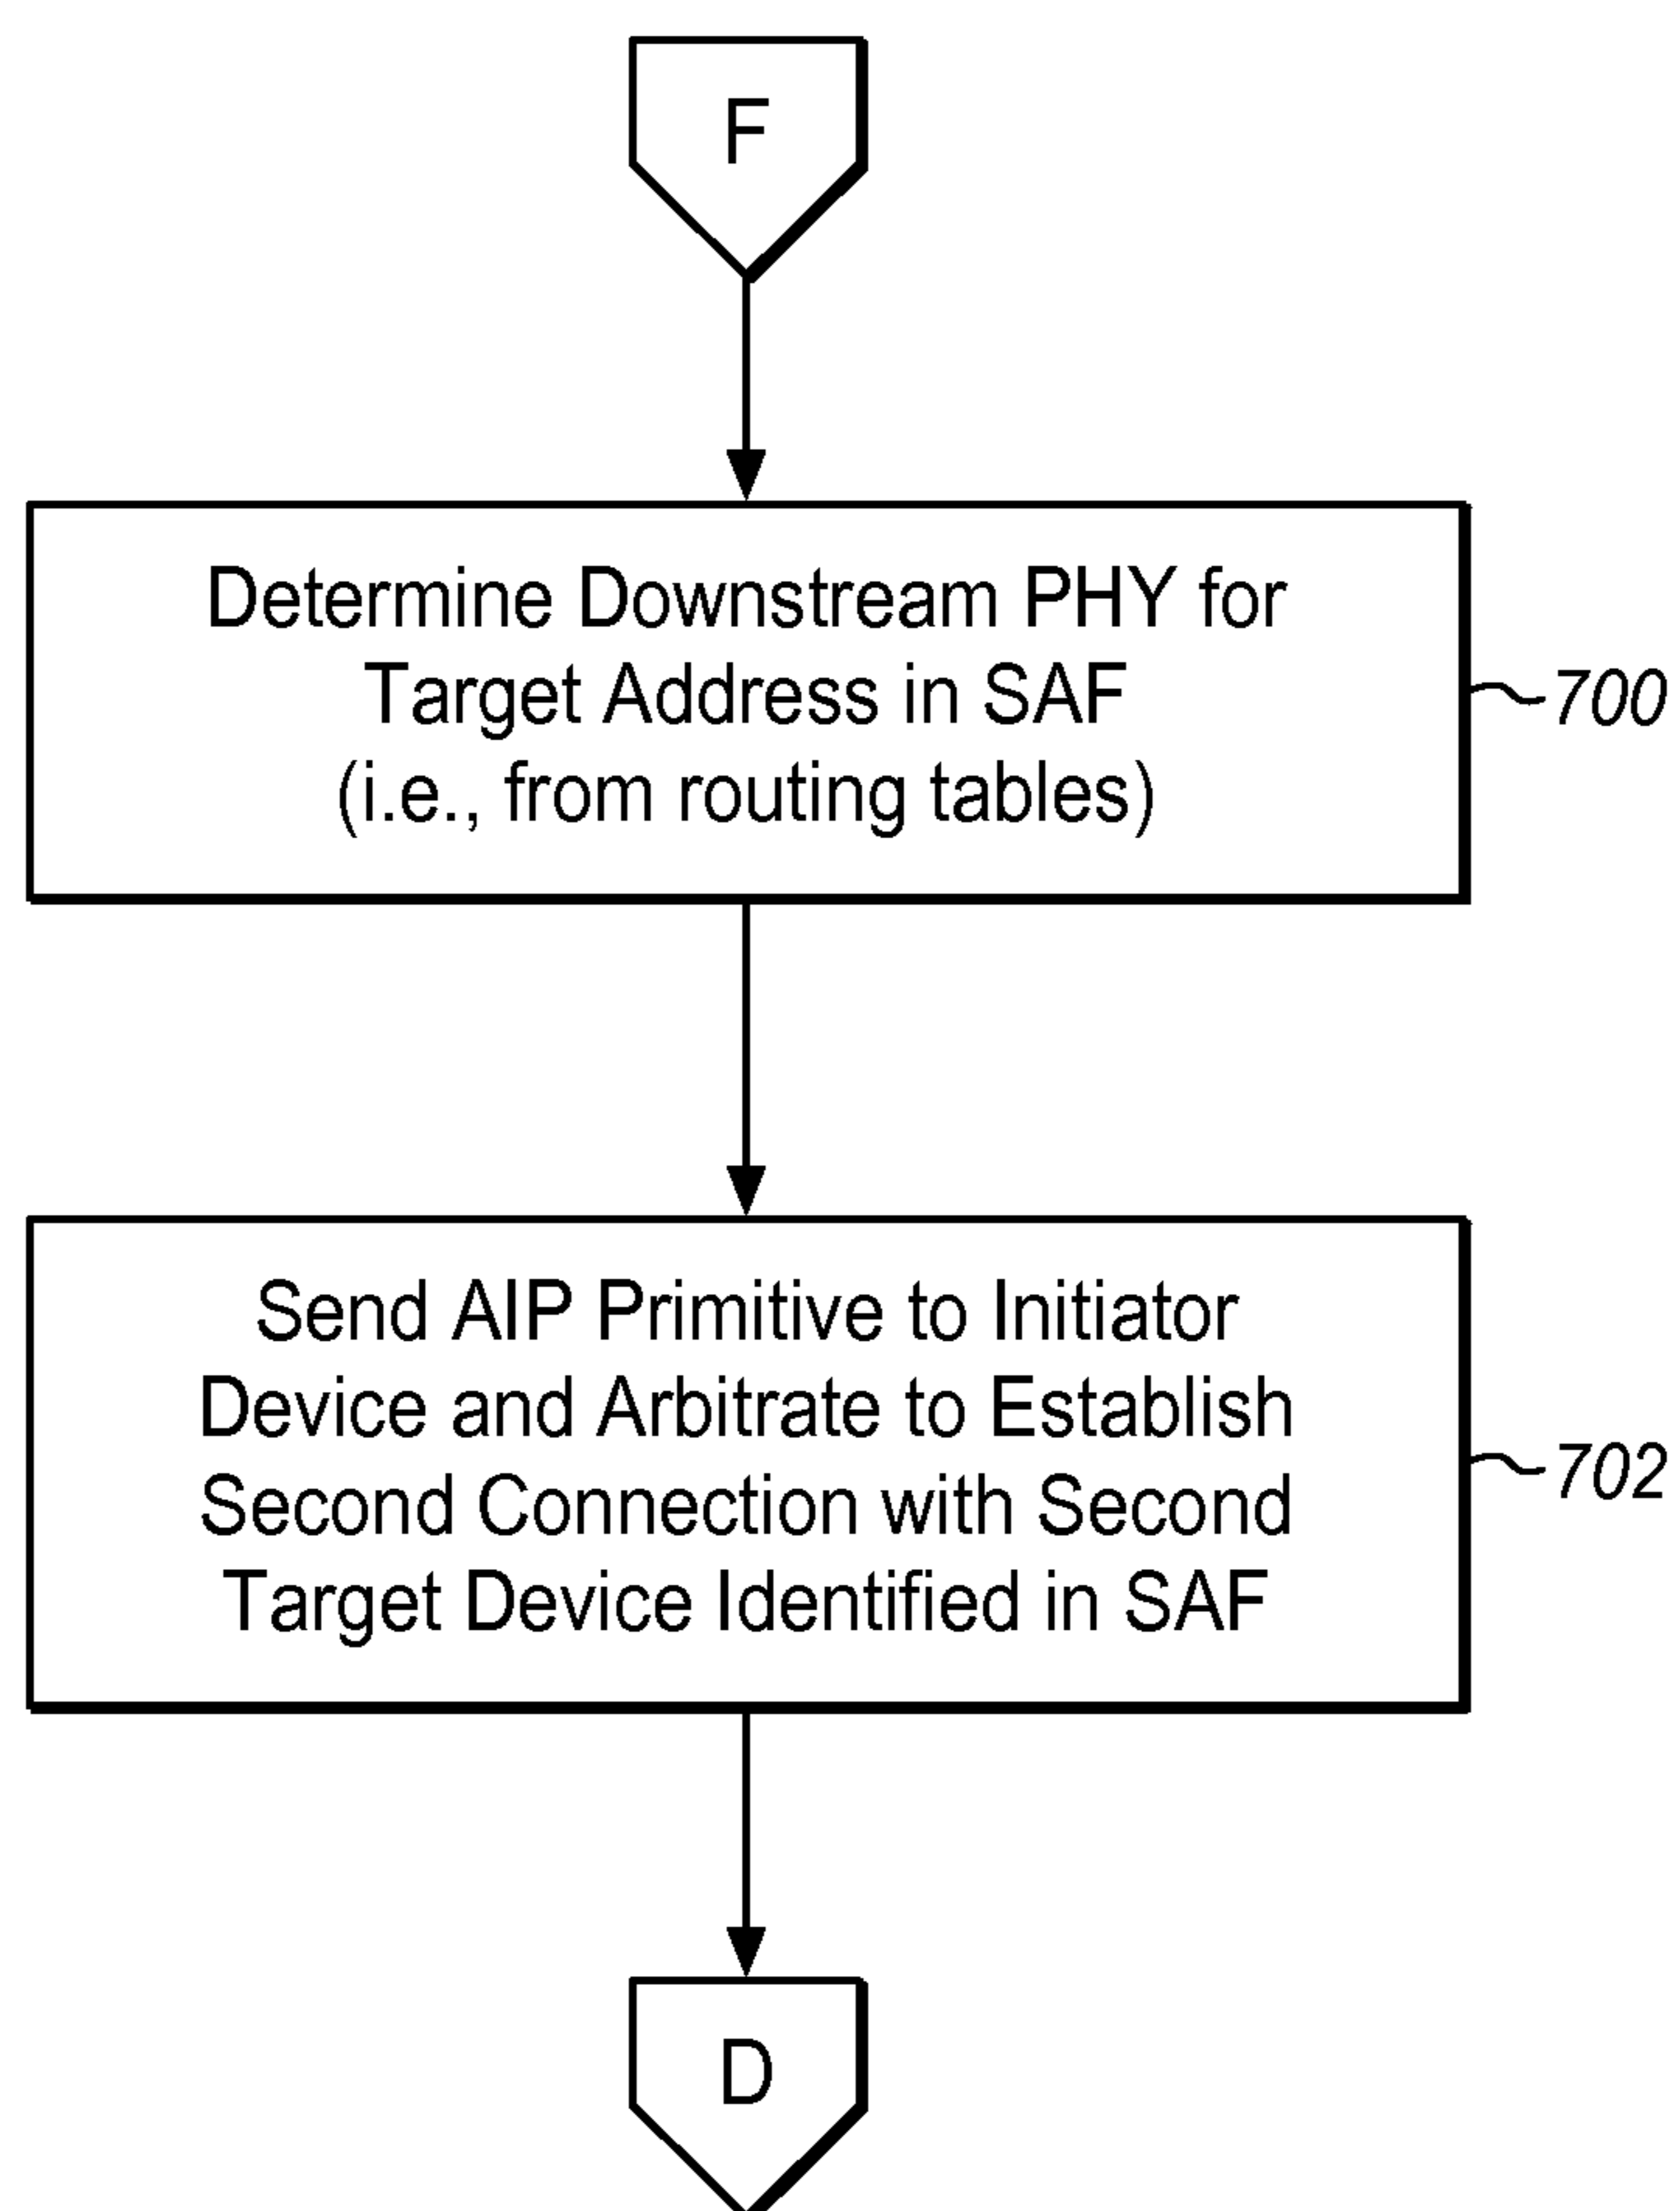 F
Determine Downstream PHY for
Target Address in SAF
(i.e., from routing tables)
700
Send AIP Primitive to Initiator
Device and Arbitrate to Establish
Second Connection with Second
Target Device Identified in SAF
702
D